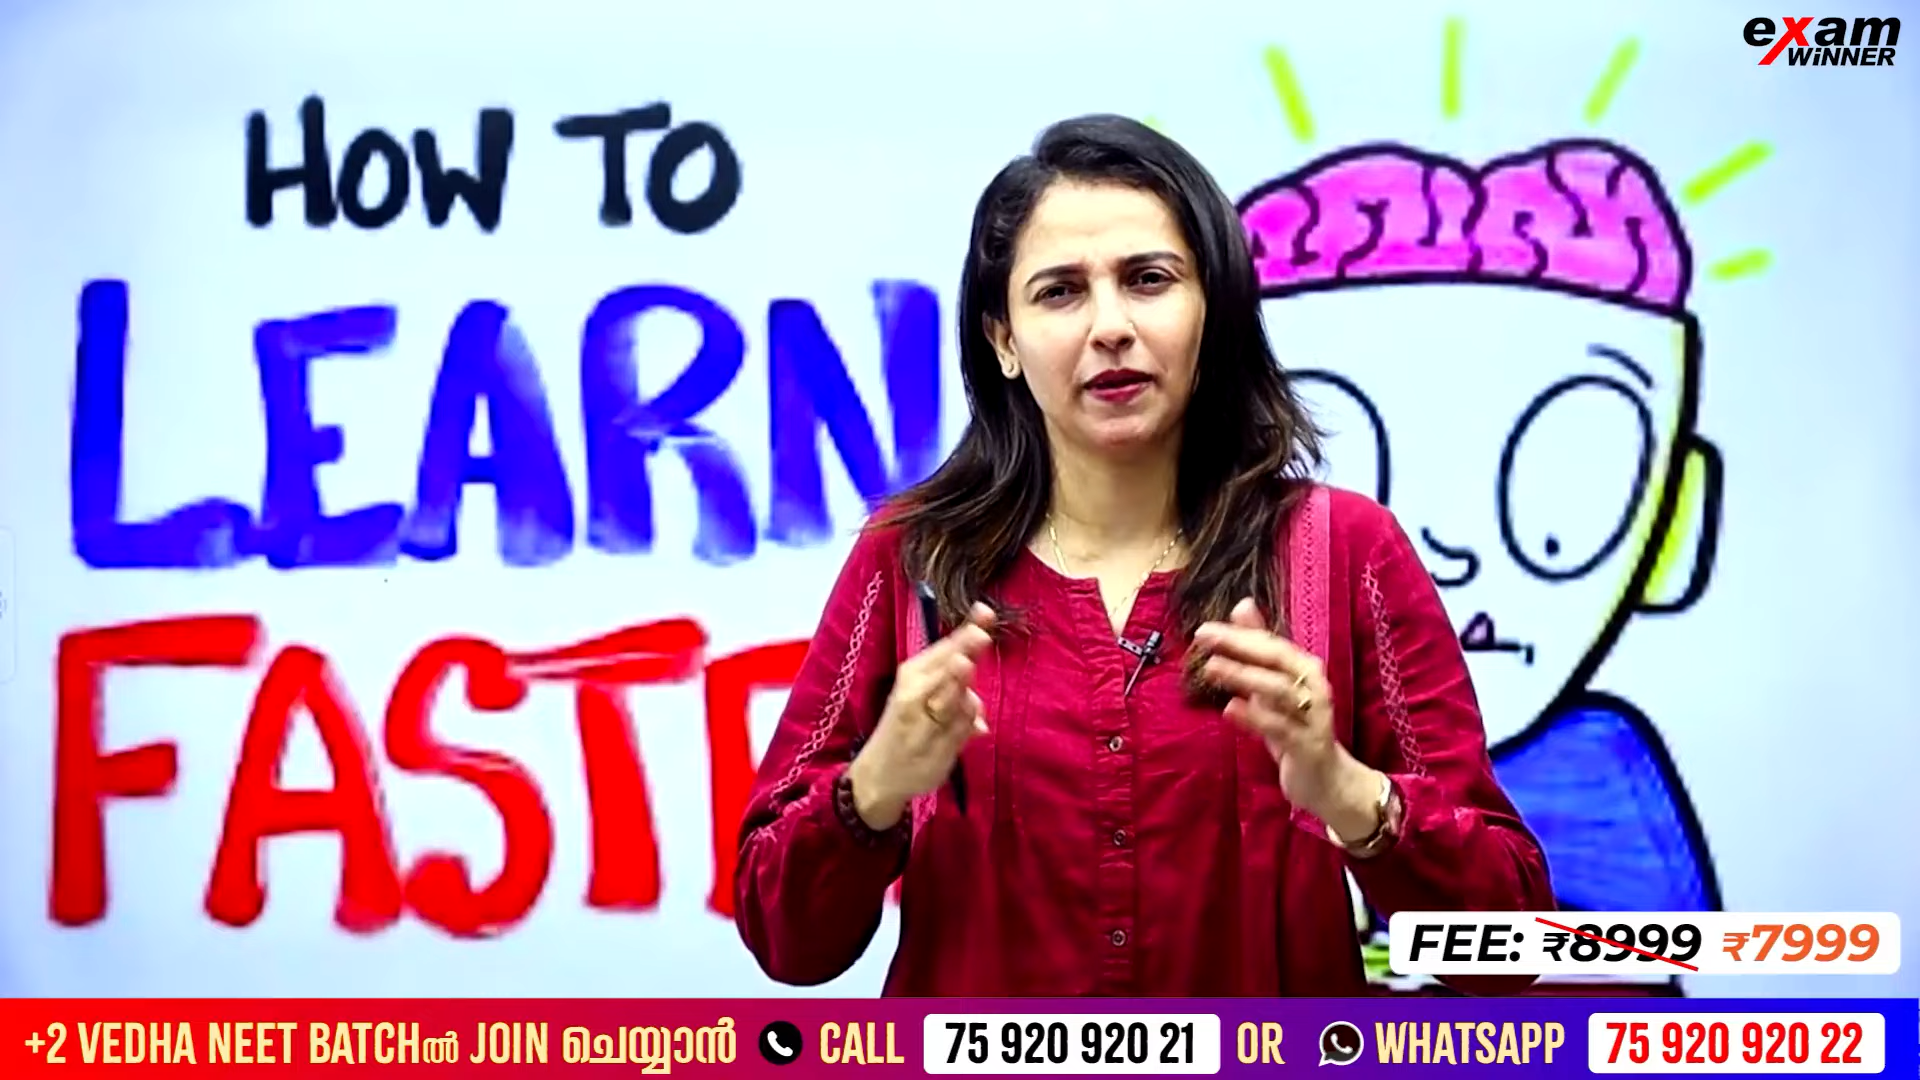 exam
WiNNER
HOW TO
LEARN
FASTE
FEE: ₹8999 ₹7999
+2 VEDHA NEET BATCHൽ JOIN ചെയ്യാൻ CALL 75 920 920 21 OR WHATSAPP 75 920 920 22